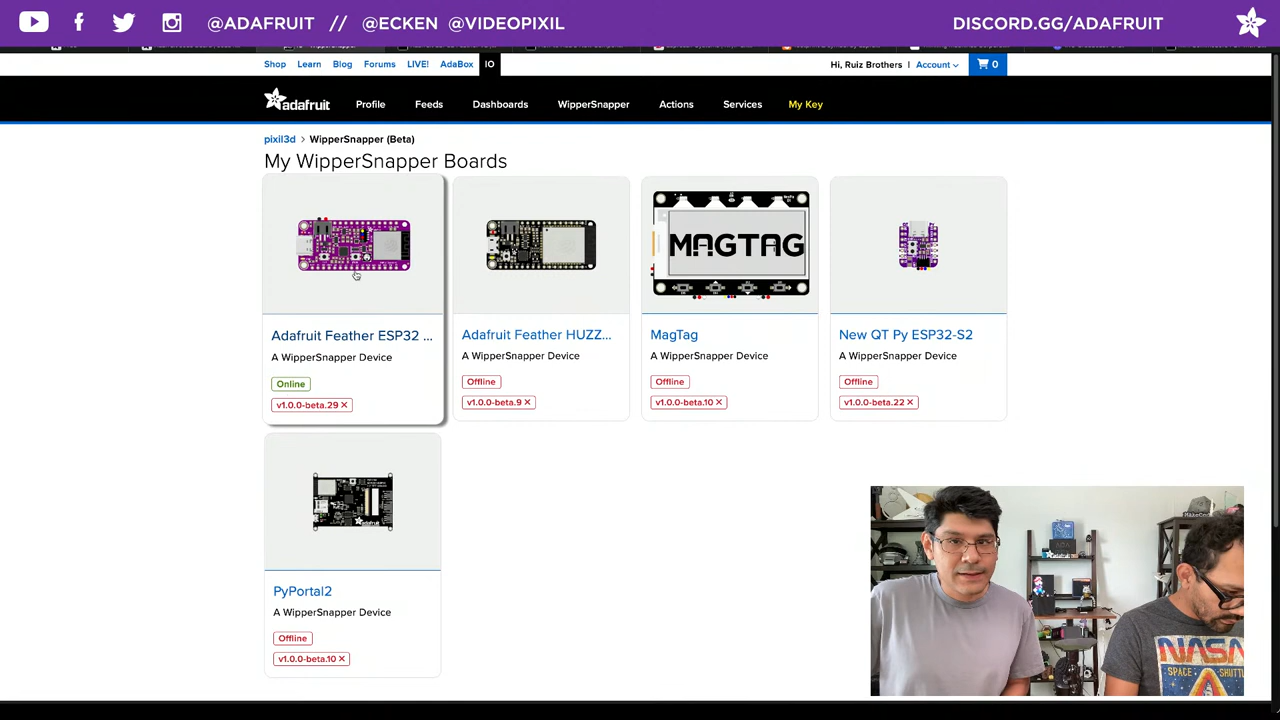 @ADAFRUIT // @ECKEN @VIDEOPIXIL DISCORD.GG/ADAFRUIT
Shop Learn Blog Forums LIVE! AdaBox IO Hi, Ruiz Brothers | Account 0
adafruit Profile Feeds Dashboards WipperSnapper Actions Services My Key
pixil3d > WipperSnapper (Beta)
My WipperSnapper Boards
MAGTAG
Adafruit Feather ESP32 ... Adafruit Feather HUZZ... MagTag New QT Py ESP32-S2
A WipperSnapper Device A WipperSnapper Device A WipperSnapper Device A WipperSnapper Device
Online Offline Offline Offline
v1.0.0-beta.29 × v1.0.0-beta.9 × v1.0.0-beta.10 × v1.0.0-beta.22 ×
adafruit
PyPortal2
A WipperSnapper Device
Offline
v1.0.0-beta.10 ×
NASA
SPACE SHUTTLE